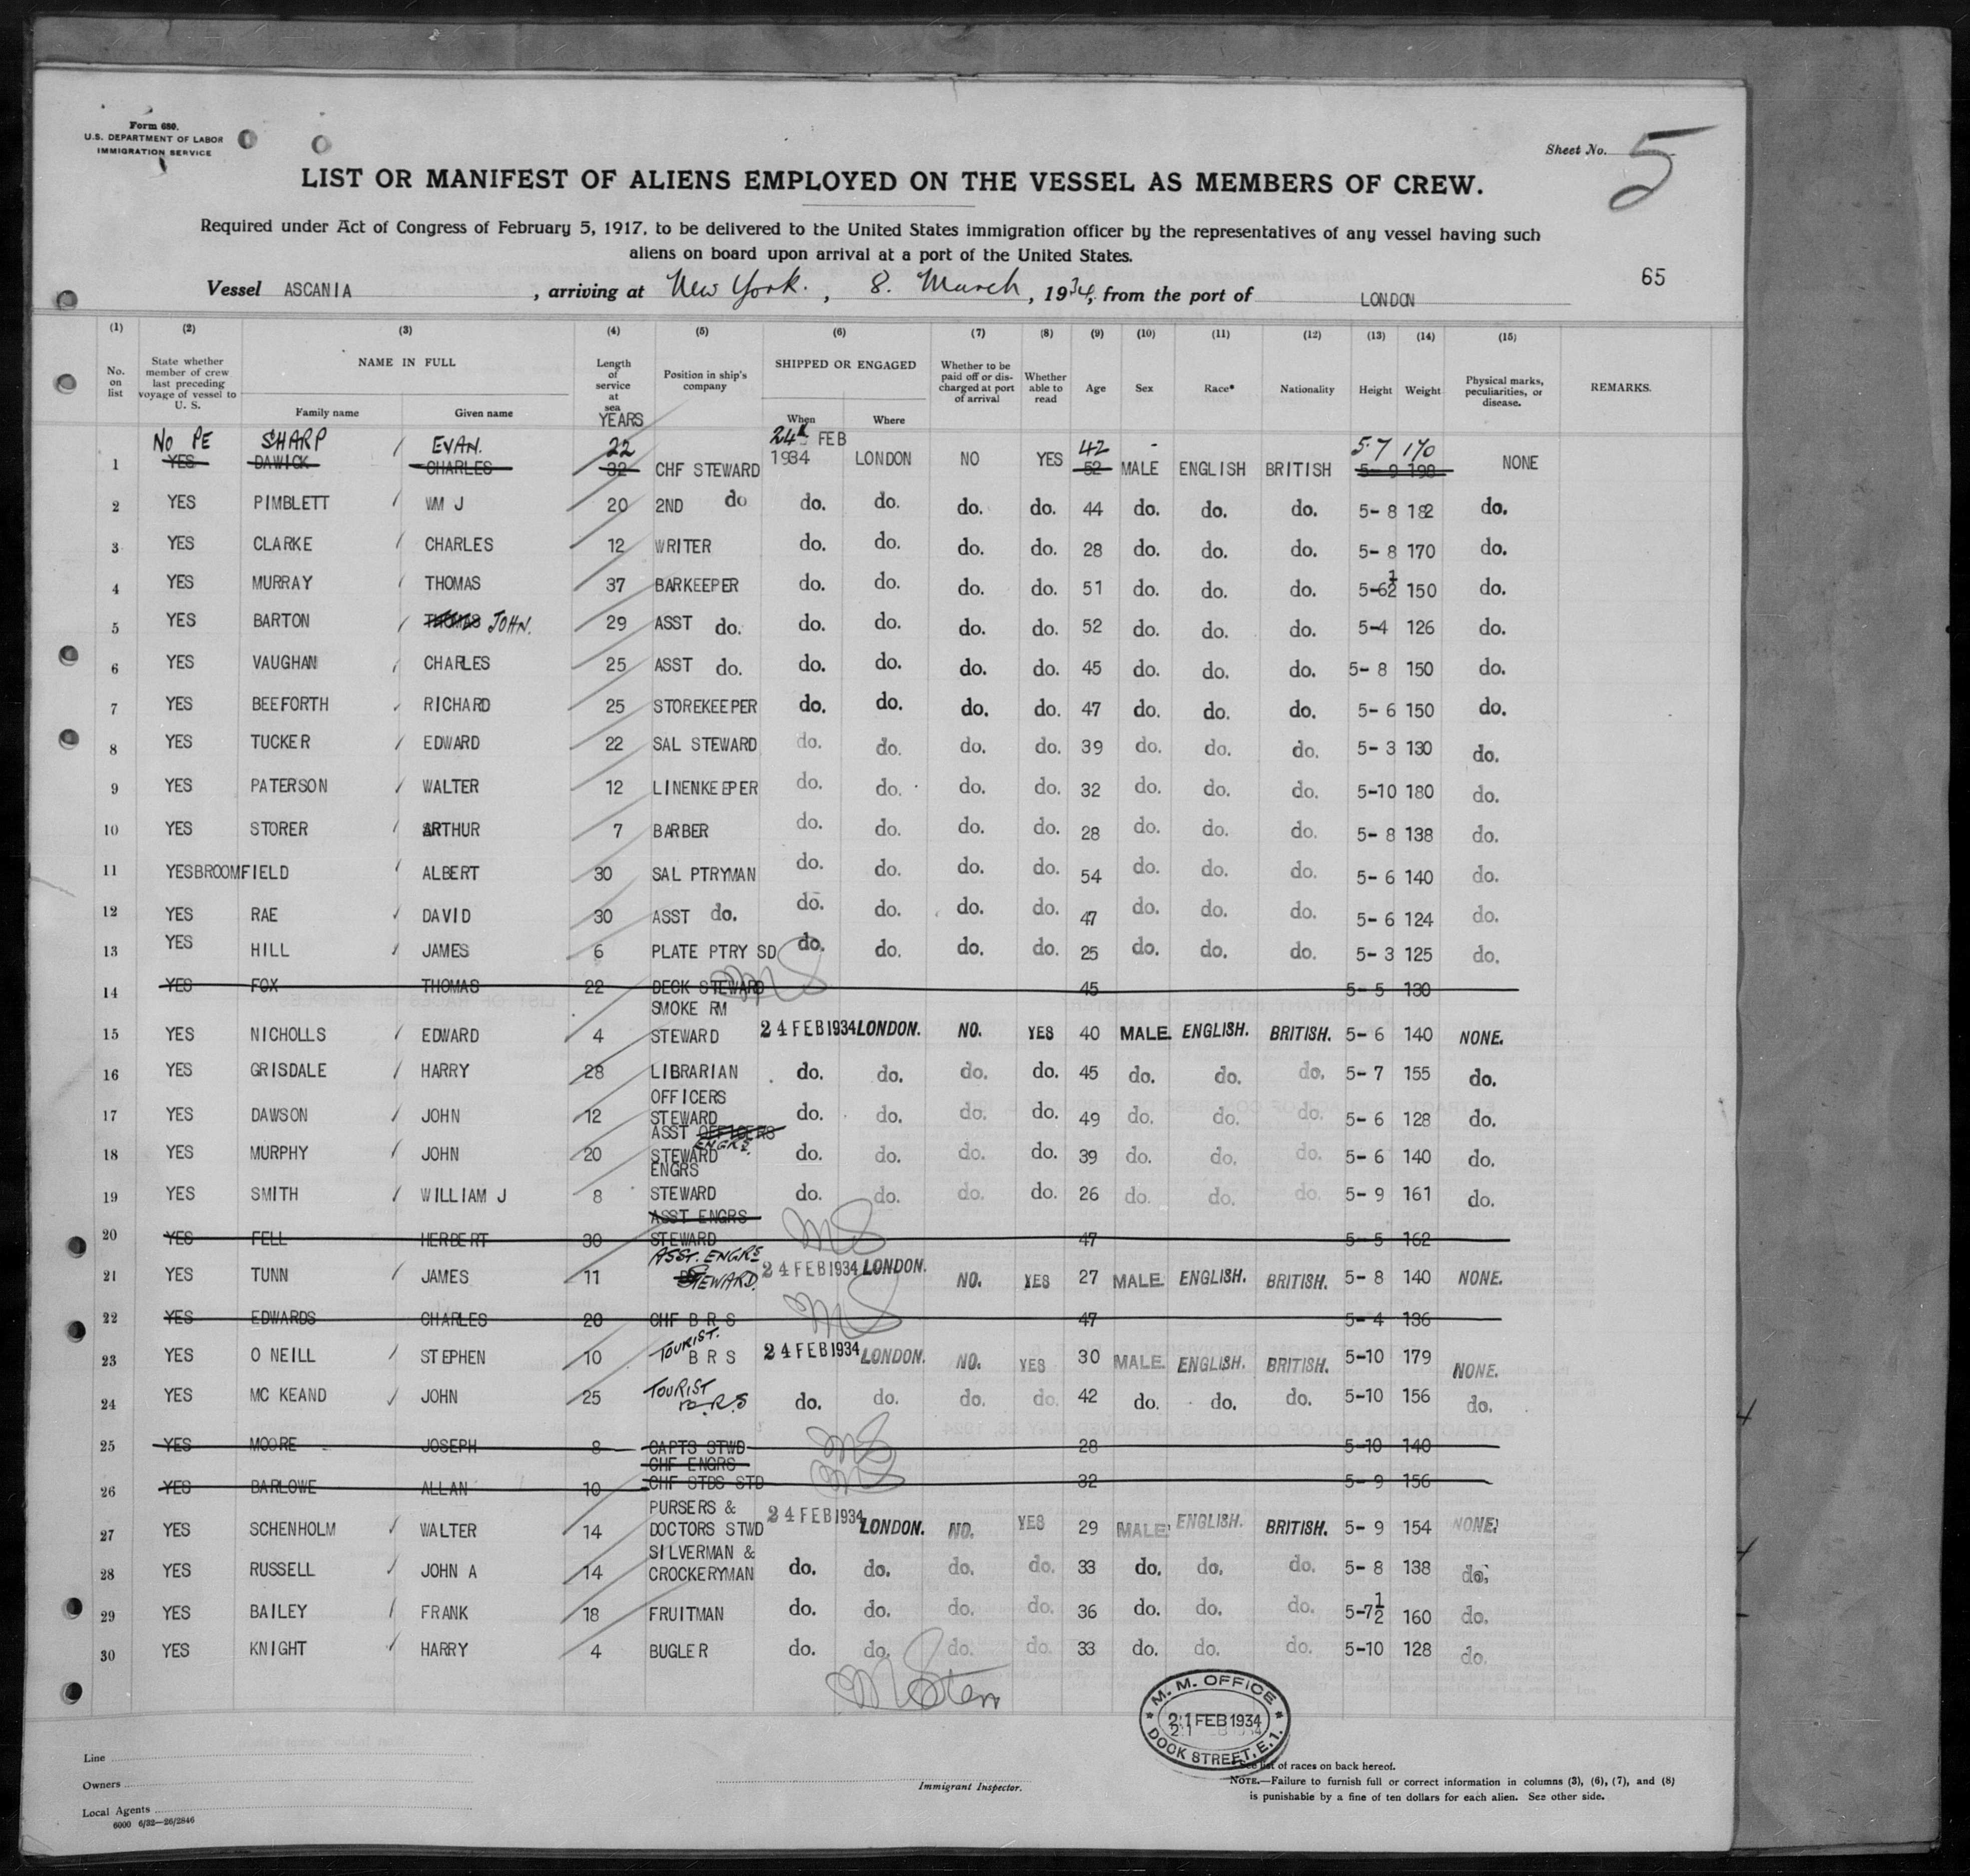 Form 680.
U.S. DEPARTMENT OF LABOR
IMMIGRATION SERVICE
Sheet No. 5
LIST OR MANIFEST OF ALIENS EMPLOYED ON THE VESSEL AS MEMBERS OF CREW.
Required under Act of Congress of February 5, 1917, to be delivered to the United States immigration officer by the representatives of any vessel having such
aliens on board upon arrival at a port of the United States.
65
Vessel ASCANIA, arriving at New York., 8. March, 1934, from the port of LONDON
(1) (2) (3) (4) (5) (6) (7) (8) (9) (10) (11) (12) (13) (14) (15)
No. on list State whether member of crew last preceding voyage of vessel to U. S. NAME IN FULL Family name Given name Length of service at sea YEARS Position in ship's company SHIPPED OR ENGAGED When Where Whether to be paid off or discharged at port of arrival Whether able to read Age Sex Race* Nationality Height Weight Physical marks, peculiarities, or disease. REMARKS.
No PE SHARP EVAN. 22 24th FEB 42 - 5-7 170
1 YES DAWICK CHARLES 32 CHF STEWARD 1934 LONDON NO YES 52 MALE ENGLISH BRITISH 5-9 198 NONE
2 YES PIMBLETT WM J 20 2ND do do. do. do. do. 44 do. do. do. 5-8 182 do.
3 YES CLARKE CHARLES 12 WRITER do. do. do. do. 28 do. do. do. 5-8 170 do.
4 YES MURRAY THOMAS 37 BARKEEPER do. do. do. do. 51 do. do. do. 5-6½ 150 do.
5 YES BARTON THOMAS JOHN. 29 ASST do. do. do. do. do. 52 do. do. do. 5-4 126 do.
6 YES VAUGHAN CHARLES 25 ASST do. do. do. do. do. 45 do. do. do. 5-8 150 do.
7 YES BEEFORTH RICHARD 25 STOREKEEPER do. do. do. do. 47 do. do. do. 5-6 150 do.
8 YES TUCKER EDWARD 22 SAL STEWARD do. do. do. do. 39 do. do. do. 5-3 130 do.
9 YES PATERSON WALTER 12 LINENKEEPER do. do. do. do. 32 do. do. do. 5-10 180 do.
10 YES STORER ARTHUR 7 BARBER do. do. do. do. 28 do. do. do. 5-8 138 do.
11 YES BROOMFIELD ALBERT 30 SAL PTRYMAN do. do. do. do. 54 do. do. do. 5-6 140 do.
12 YES RAE DAVID 30 ASST do. do. do. do. do. 47 do. do. do. 5-6 124 do.
13 YES HILL JAMES 6 PLATE PTRY SD do. do. do. do. 25 do. do. do. 5-3 125 do.
14 YES FOX THOMAS 22 DECK STEWARD MS 45 5-5 130
SMOKE RM
15 YES NICHOLLS EDWARD 4 STEWARD 24 FEB 1934 LONDON. NO. YES 40 MALE. ENGLISH. BRITISH. 5-6 140 NONE.
16 YES GRISDALE HARRY 28 LIBRARIAN do. do. do. do. 45 do. do. do. 5-7 155 do.
OFFICERS
17 YES DAWSON JOHN 12 STEWARD do. do. do. do. 49 do. do. do. 5-6 128 do.
ASST OFFICERS ENGRS.
18 YES MURPHY JOHN 20 STEWARD do. do. do. do. 39 do. do. do. 5-6 140 do.
ENGRS
19 YES SMITH WILLIAM J 8 STEWARD do. do. do. do. 26 do. do. do. 5-9 161 do.
ASST ENGRS
20 YES FELL HERBERT 30 STEWARD MS 47 5-5 162
ASST. ENGRS
21 YES TUNN JAMES 11 STEWARD. 24 FEB 1934 LONDON. NO. YES 27 MALE ENGLISH. BRITISH. 5-8 140 NONE.
22 YES EDWARDS CHARLES 20 CHF B R S MS 47 5-4 136
TOURIST.
23 YES O NEILL STEPHEN 10 B R S 24 FEB 1934 LONDON. NO. YES 30 MALE ENGLISH. BRITISH. 5-10 179 NONE.
TOURIST
24 YES MC KEAND JOHN 25 B.R.S do. do. do. do. 42 do. do. do. 5-10 156 do.
25 YES MOORE JOSEPH 8 CAPTS STWD MS 28 5-10 140
CHF ENGRS
26 YES BARLOWE ALLAN 10 CHF STDS STD MS 32 5-9 156
PURSERS &
27 YES SCHENHOLM WALTER 14 DOCTORS STWD 24 FEB 1934 LONDON. NO. YES 29 MALE ENGLISH. BRITISH. 5-9 154 NONE.
SILVERMAN &
28 YES RUSSELL JOHN A 14 CROCKERYMAN do. do. do. do. 33 do. do. do. 5-8 138 do.
29 YES BAILEY FRANK 18 FRUITMAN do. do. do. do. 36 do. do. do. 5-7½ 160 do.
30 YES KNIGHT HARRY 4 BUGLER do. do. do. do. 33 do. do. do. 5-10 128 do.
M. M. OFFICE
21 FEB 1934
DOCK STREET, E.1.
Line
Owners
Local Agents
6000 6/32—26/2846
Immigrant Inspector.
*See list of races on back hereof.
NOTE.—Failure to furnish full or correct information in columns (3), (6), (7), and (8)
is punishable by a fine of ten dollars for each alien. See other side.